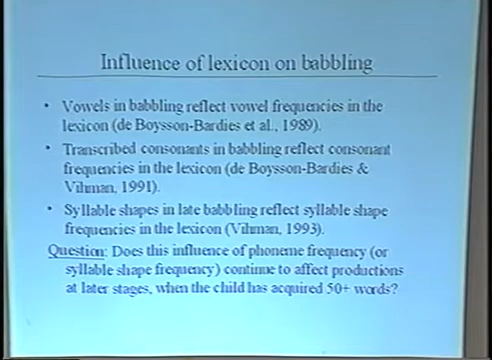 Influence of lexicon on babbling
• Vowels in babbling reflect vowel frequencies in the
lexicon (de Boysson-Bardies et al., 1989).
• Transcribed consonants in babbling reflect consonant
frequencies in the lexicon (de Boysson-Bardies &
Vihman, 1991).
• Syllable shapes in late babbling reflect syllable shape
frequencies in the lexicon (Vihman, 1993).
Question: Does this influence of phoneme frequency (or
syllable shape frequency) continue to affect productions
at later stages, when the child has acquired 50+ words?